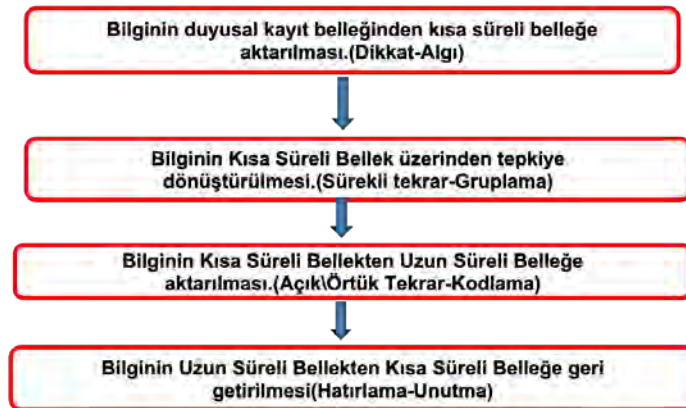 Bilginin duyusal kayıt belleğinden kısa süreli belleğe
aktarılması.(Dikkat-Algı)
Bilginin Kısa Süreli Bellek üzerinden tepkiye
dönüştürülmesi.(Sürekli tekrar-Gruplama)
Bilginin Kısa Süreli Bellekten Uzun Süreli Belleğe
aktarılması.(Açık\Örtük Tekrar-Kodlama)
Bilginin Uzun Süreli Bellekten Kısa Süreli Belleğe geri
getirilmesi(Hatırlama-Unutma)